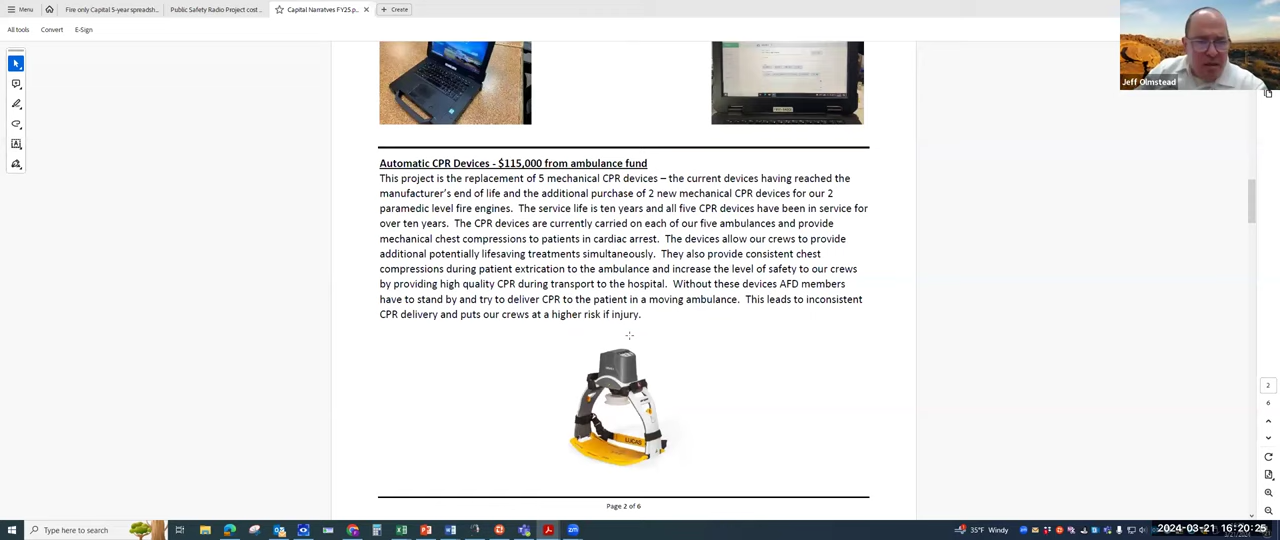 Menu
Fire only Capital 5-year spreadsh...
Public Safety Radio Project cost ...
Capital Narratves FY25.p...
Create
All tools
Convert
E-Sign
Jeff Olmstead
Automatic CPR Devices - $115,000 from ambulance fund
This project is the replacement of 5 mechanical CPR devices – the current devices having reached the
manufacturer's end of life and the additional purchase of 2 new mechanical CPR devices for our 2
paramedic level fire engines. The service life is ten years and all five CPR devices have been in service for
over ten years. The CPR devices are currently carried on each of our five ambulances and provide
mechanical chest compressions to patients in cardiac arrest. The devices allow our crews to provide
additional potentially lifesaving treatments simultaneously. They also provide consistent chest
compressions during patient extrication to the ambulance and increase the level of safety to our crews
by providing high quality CPR during transport to the hospital. Without these devices AFD members
have to stand by and try to deliver CPR to the patient in a moving ambulance. This leads to inconsistent
CPR delivery and puts our crews at a higher risk if injury.
LUCAS
2
6
Page 2 of 6
Type here to search
35°F Windy
2024-03-21 16:20:25